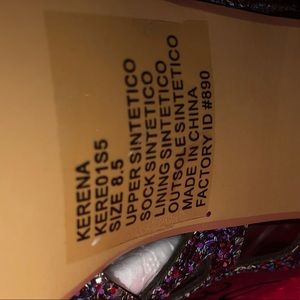 KERENA
KERE01S5
SIZE 8.5
UPPER SINTETICO
SOCK SINTETICO
LINING SINTETICO
OUTSOLE SINTETICO
MADE IN CHINA
FACTORY ID #890